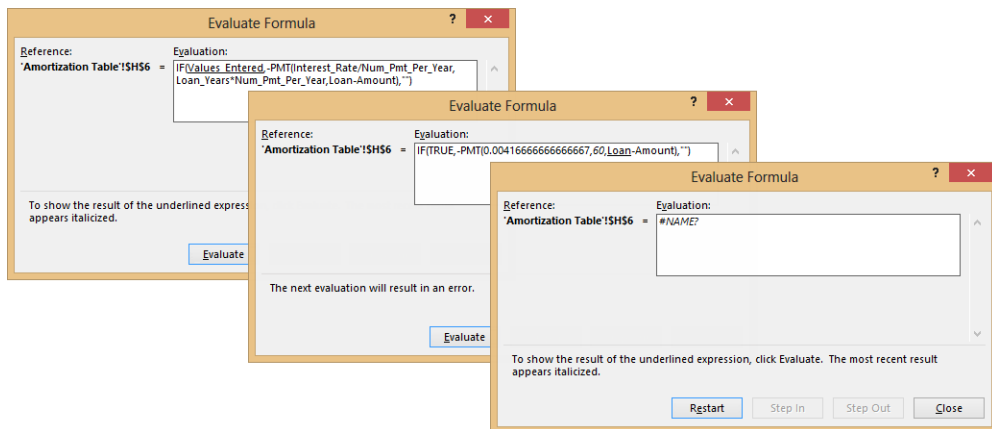 Evaluate Formula
? ×
Reference:
Evaluation:
'Amortization Table'!$H$6 = IF(Values_Entered,-PMT(Interest_Rate/Num_Pmt_Per_Year,
Loan_Years*Num_Pmt_Per_Year,Loan-Amount),"")
To show the result of the underlined express
appears italicized.
Evaluate
Evaluate Formula
? ×
Reference:
Evaluation:
'Amortization Table'!$H$6 = IF(TRUE,-PMT(0.00416666666666667,60,Loan-Amount),"")
The next evaluation will result in an error.
Evaluate
Evaluate Formula
? ×
Reference:
Evaluation:
'Amortization Table'!$H$6 = #NAME?
To show the result of the underlined expression, click Evaluate. The most recent result
appears italicized.
Restart
Step In
Step Out
Close